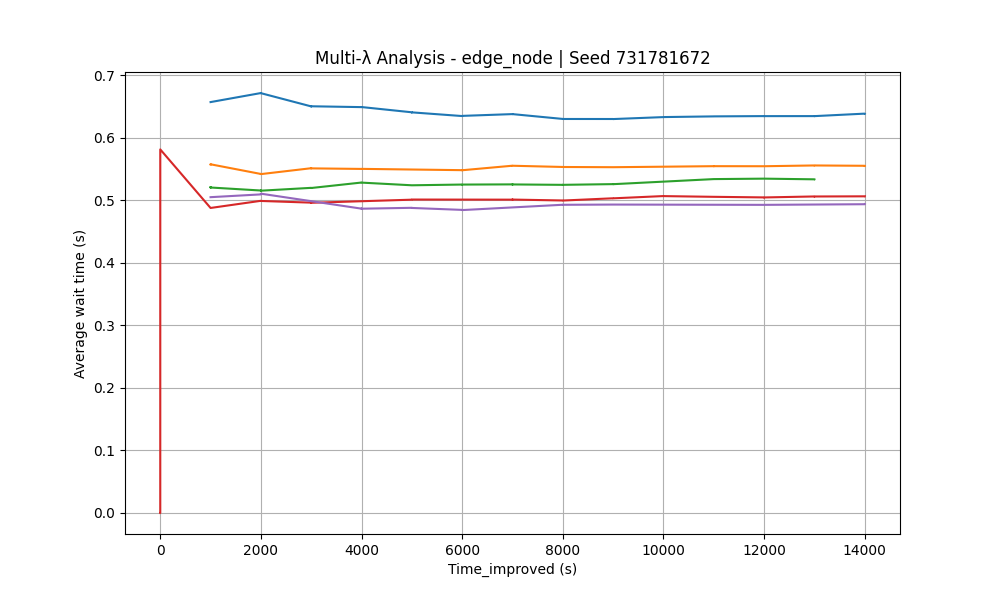 Multi-λ Analysis - edge_node | Seed 731781672
0.7
0.6
0.5
0.4
0.3
0.2
0.1
0.0
Average wait time (s)
0 2000 4000 6000 8000 10000 12000 14000
Time_improved (s)